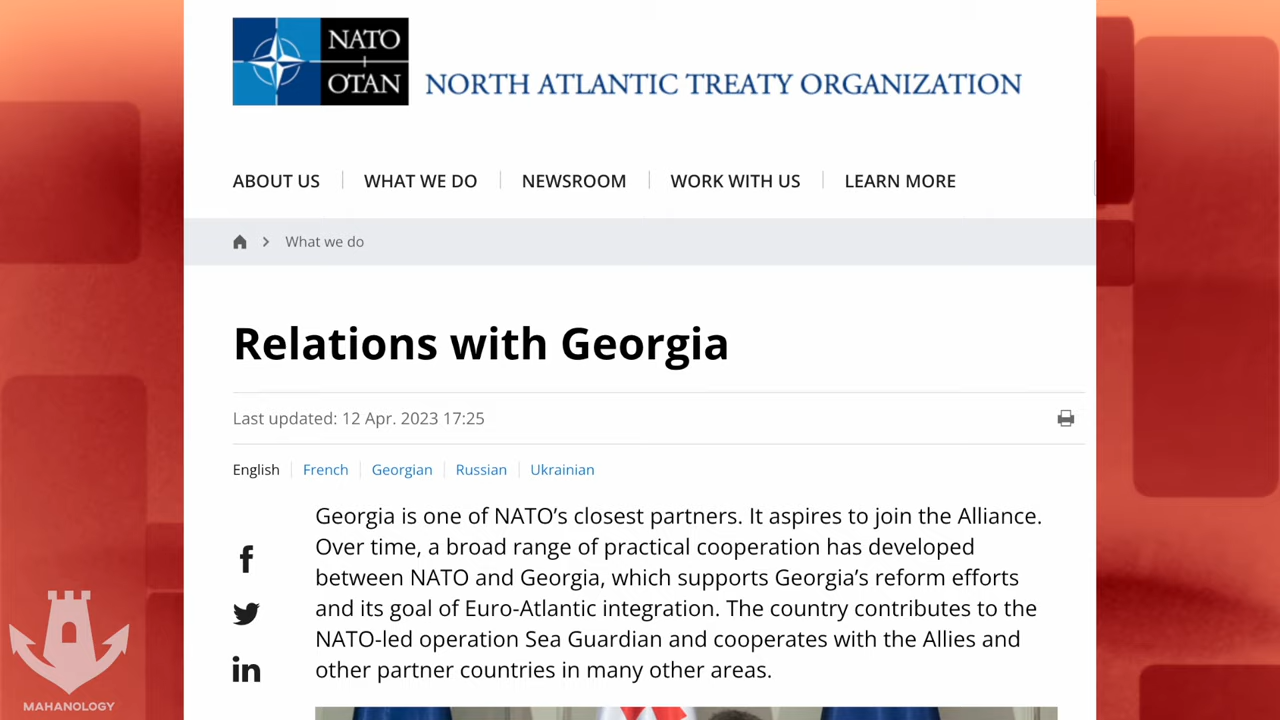 NATO
OTAN
NORTH ATLANTIC TREATY ORGANIZATION
ABOUT US
WHAT WE DO
NEWSROOM
WORK WITH US
LEARN MORE
What we do
Relations with Georgia
Last updated: 12 Apr. 2023 17:25
English
French
Georgian
Russian
Ukrainian
Georgia is one of NATO’s closest partners. It aspires to join the Alliance.
Over time, a broad range of practical cooperation has developed
between NATO and Georgia, which supports Georgia’s reform efforts
and its goal of Euro-Atlantic integration. The country contributes to the
NATO-led operation Sea Guardian and cooperates with the Allies and
other partner countries in many other areas.
MAHANOLOGY